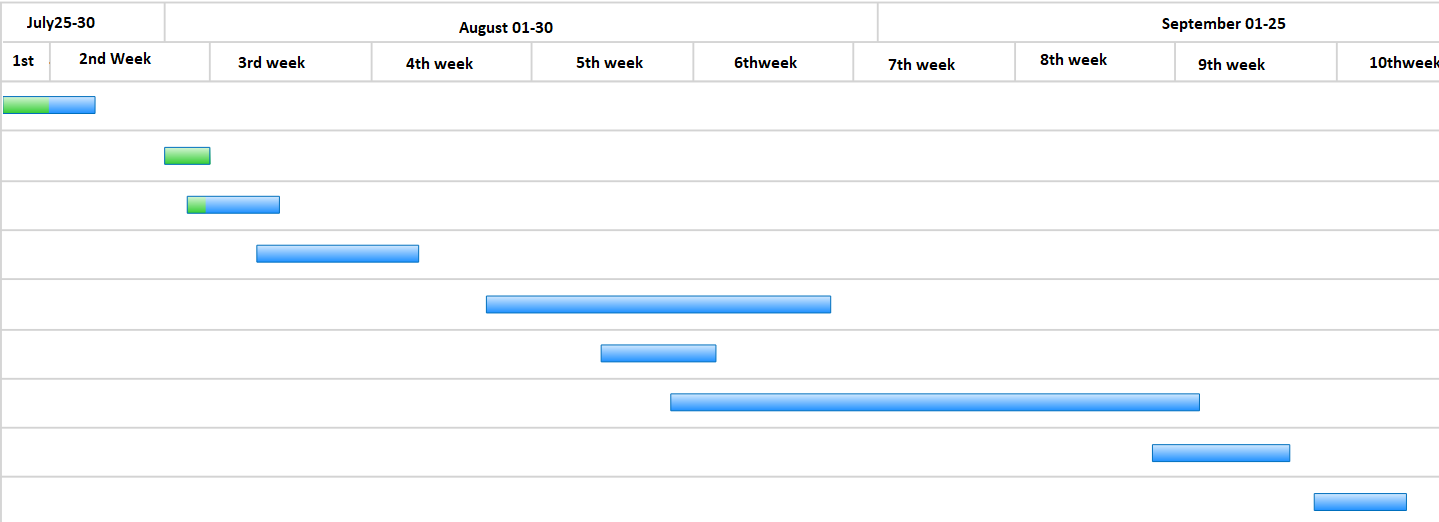 July25-30
August 01-30
September 01-25
1st
2nd Week
3rd week
4th week
5th week
6thweek
7th week
8th week
9th week
10thweek